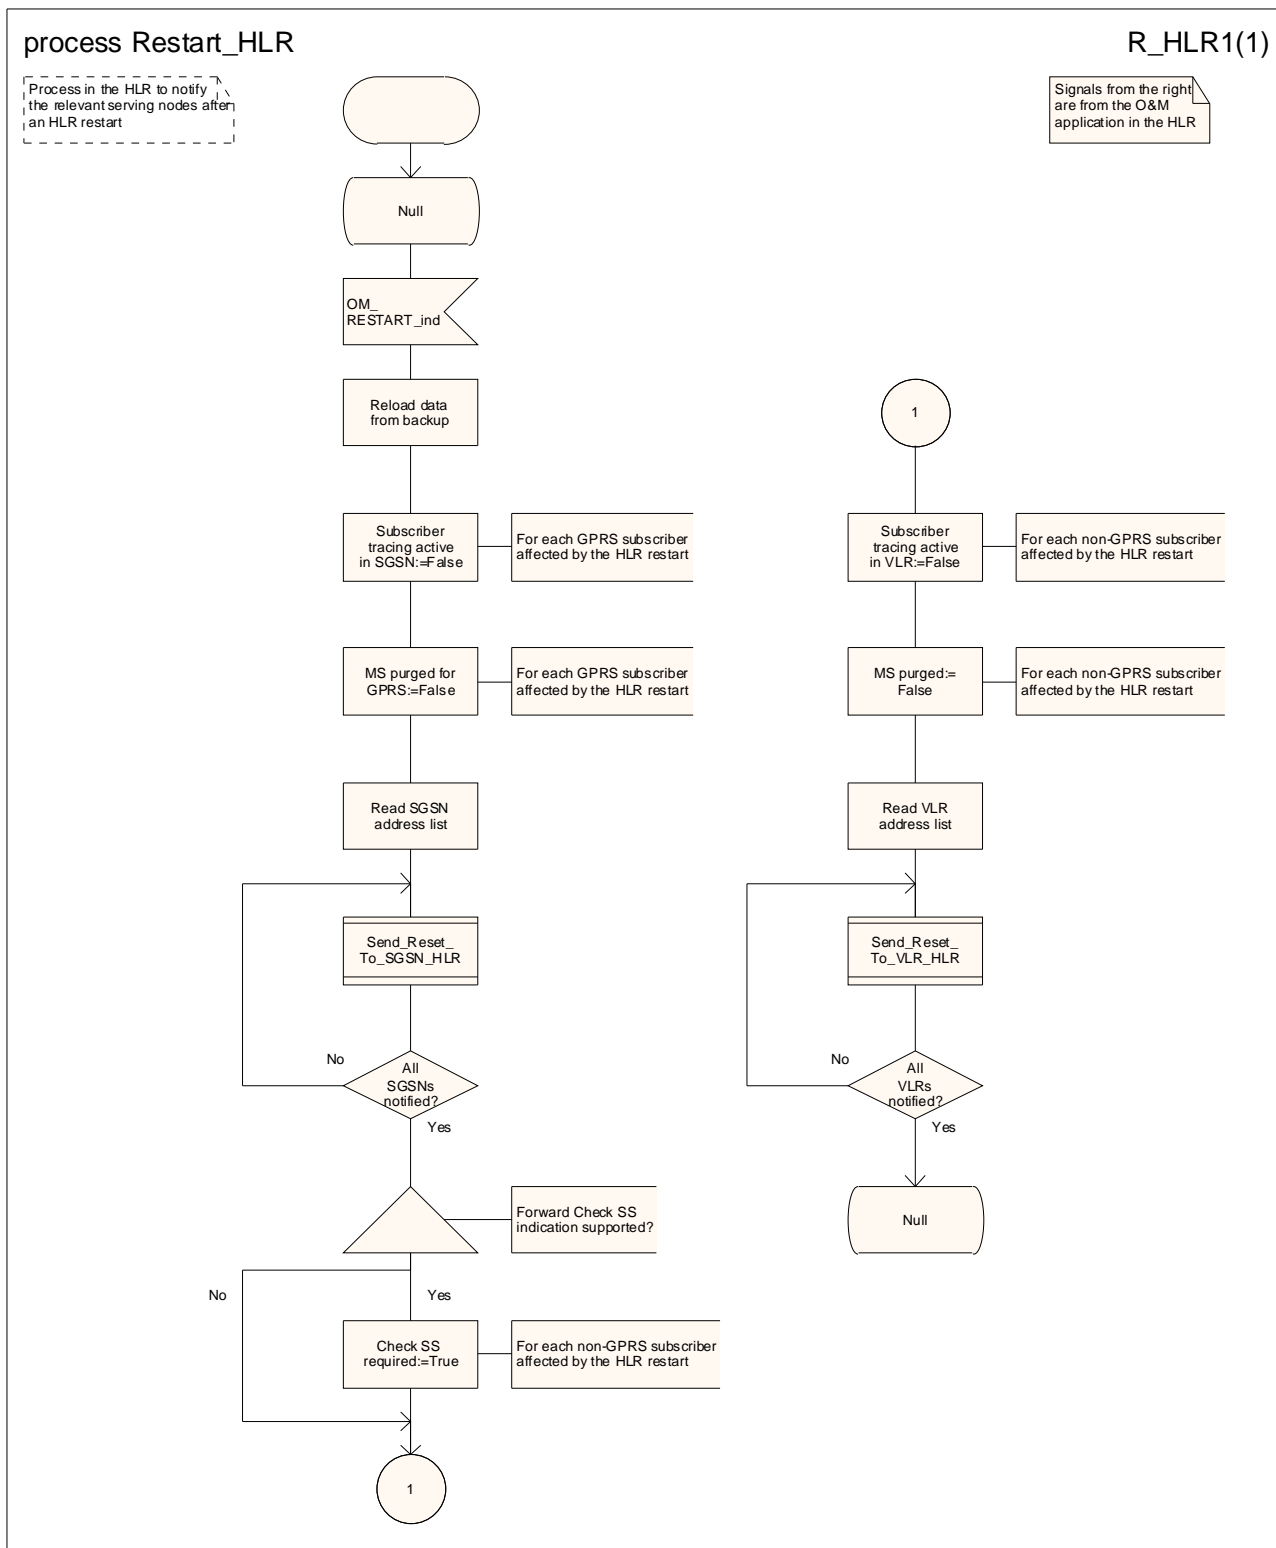 process Restart_HLR
R_HLR1(1)
Process in the HLR to notify
the relevant serving nodes after
an HLR restart
Signals from the right
are from the O&M
application in the HLR
Null
OM_
RESTART_ind
Reload data
from backup
Subscriber
tracing active
in SGSN:=False
For each GPRS subscriber
affected by the HLR restart
MS purged for
GPRS:=False
For each GPRS subscriber
affected by the HLR restart
Read SGSN
address list
Send_Reset_
To_SGSN_HLR
No
All
SGSNs
notified?
Yes
Forward Check SS
indication supported?
No
Yes
Check SS
required:=True
For each non-GPRS subscriber
affected by the HLR restart
1
1
Subscriber
tracing active
in VLR:=False
For each non-GPRS subscriber
affected by the HLR restart
MS purged:=
False
For each non-GPRS subscriber
affected by the HLR restart
Read VLR
address list
Send_Reset_
To_VLR_HLR
No
All
VLRs
notified?
Yes
Null